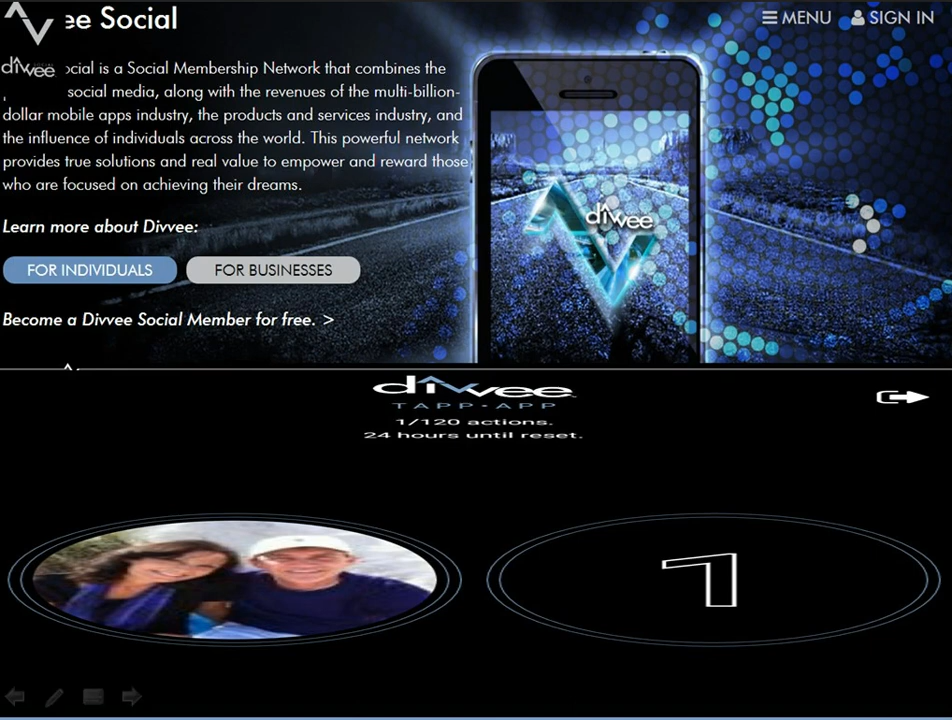 ee Social
MENU
SIGN IN
divvee
ocial is a Social Membership Network that combines the
social media, along with the revenues of the multi-billion-
dollar mobile apps industry, the products and services industry, and
the influence of individuals across the world. This powerful network
provides true solutions and real value to empower and reward those
who are focused on achieving their dreams.
divvee
Learn more about Divvee:
FOR INDIVIDUALS
FOR BUSINESSES
Become a Divvee Social Member for free. >
divvee
TAPP•APP
1/120 actions.
24 hours until reset.
1